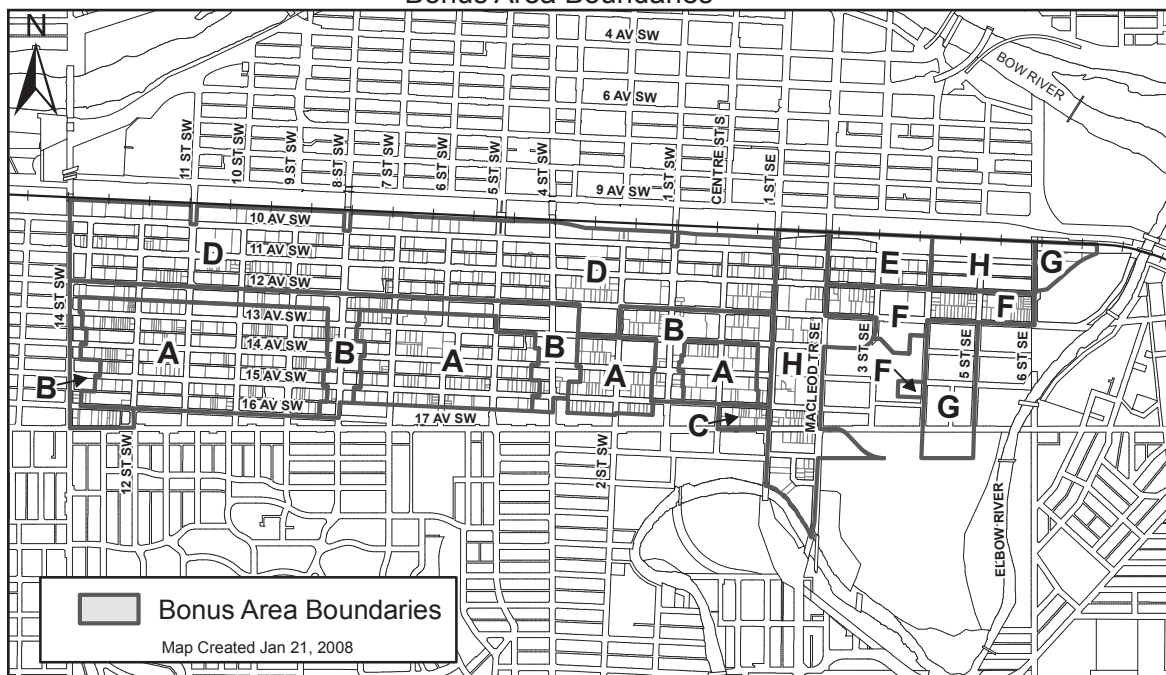 Bonus Area Boundaries
N
4 AV SW
6 AV SW
BOW RIVER
11 ST SW
10 ST SW
9 ST SW
8 ST SW
7 ST SW
6 ST SW
5 ST SW
4 ST SW
1 ST SW
CENTRE ST S
1 ST SE
9 AV SW
10 AV SW
11 AV SW
12 AV SW
D
D
E
H
G
14 ST SW
13 AV SW
14 AV SW
15 AV SW
16 AV SW
17 AV SW
A
B
B
A
B
A
B
A
C
H
MACLEOD TR SE
3 ST SE
F
F
F
G
5 ST SE
6 ST SE
12 ST SW
2 ST SW
ELBOW RIVER
Bonus Area Boundaries
Map Created Jan 21, 2008